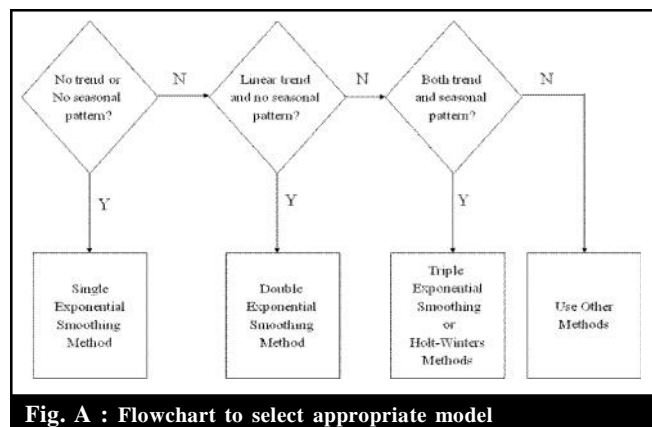 No trend or
No seasonal
pattern?
N
Linear trend
and no seasonal
pattern?
N
Both trend
and seasonal
pattern?
N
Y
Y
Y
Single
Exponential
Smoothing
Method
Double
Exponential
Smoothing
Method
Triple
Exponential
Smoothing
or
Holt-Winters
Methods
Use Other
Methods
Fig. A : Flowchart to select appropriate model